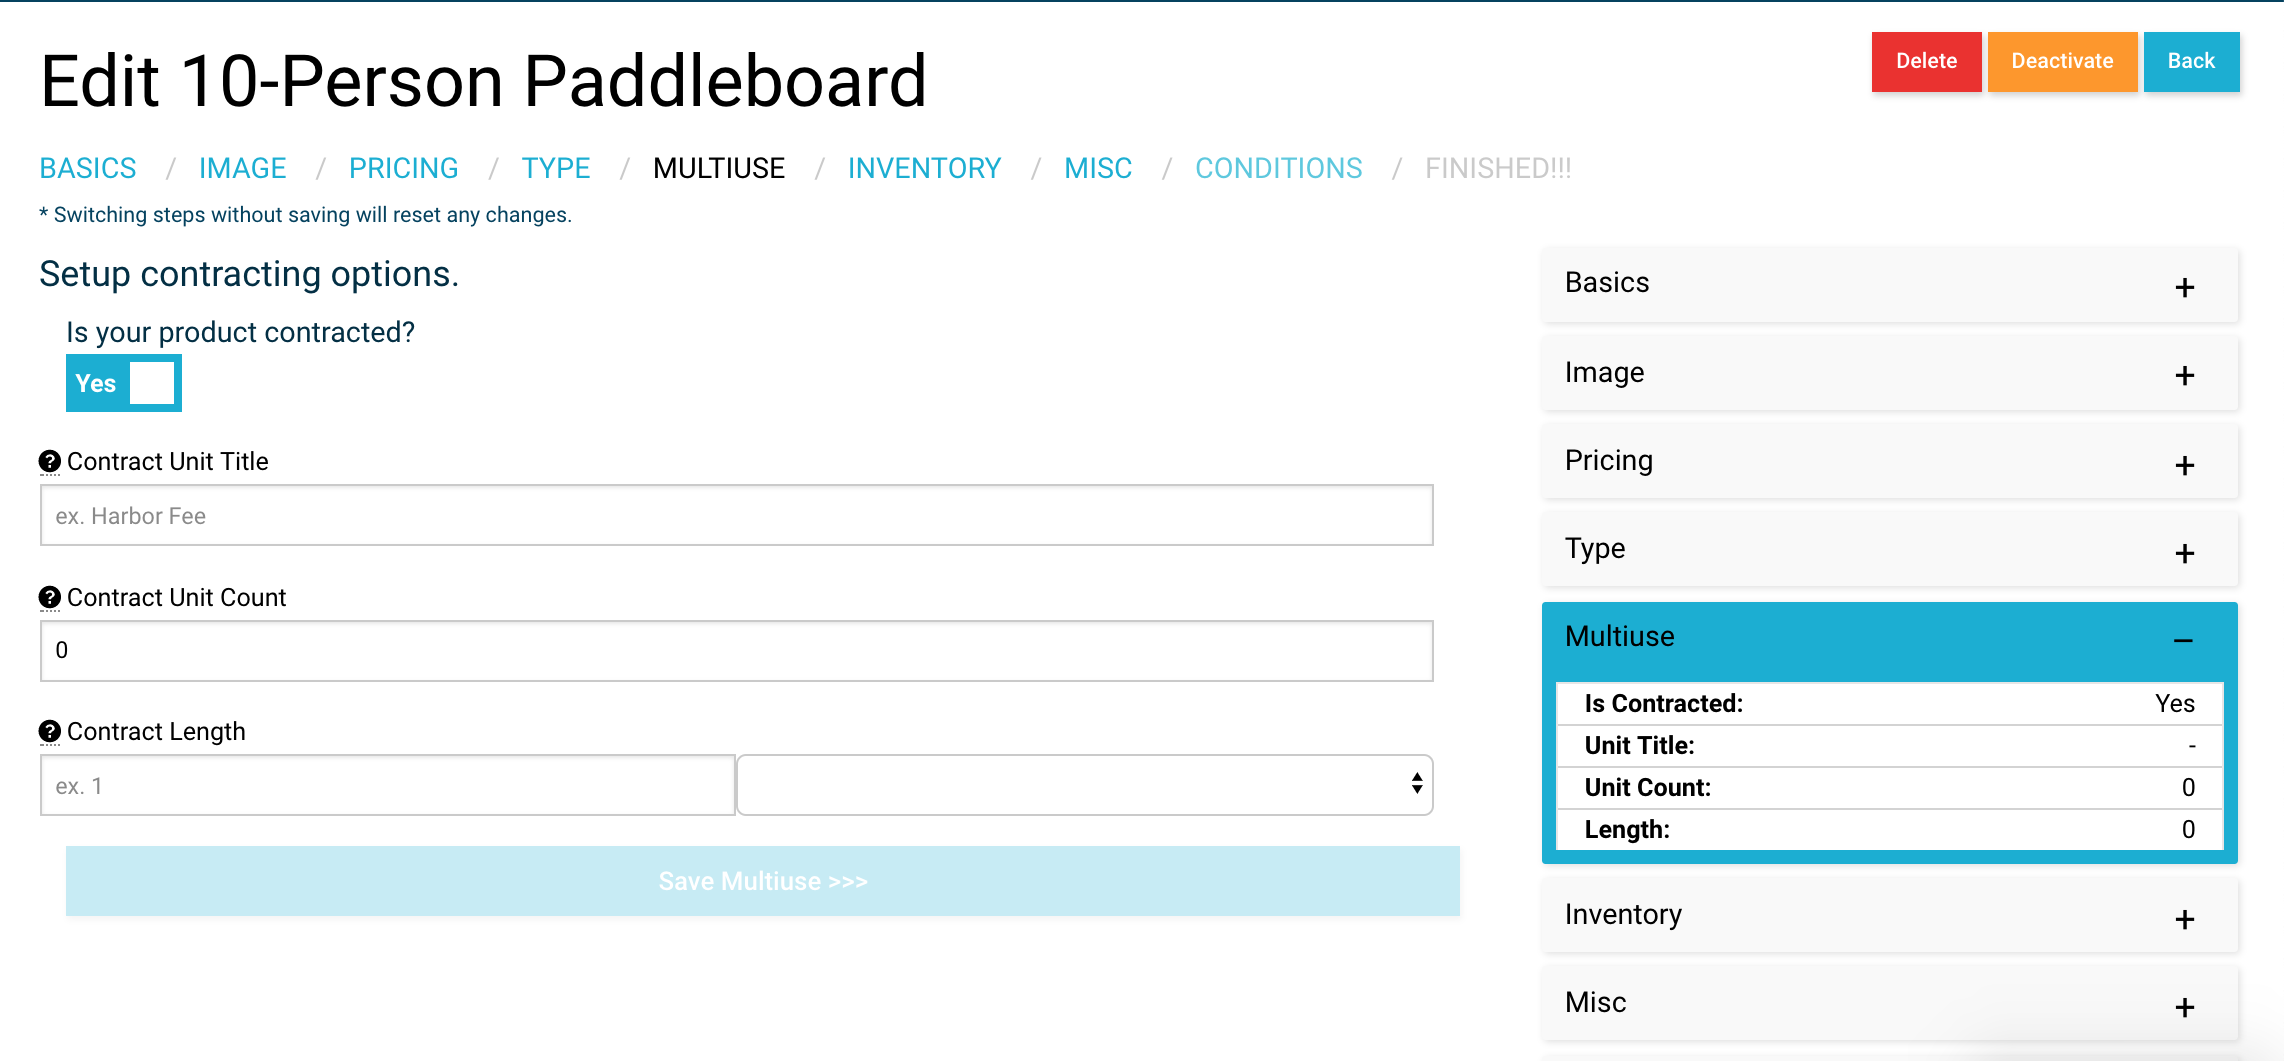 Edit 10-Person Paddleboard
Delete
Deactivate
Back
BASICS / IMAGE / PRICING / TYPE / MULTIUSE / INVENTORY / MISC / CONDITIONS / FINISHED!!!
* Switching steps without saving will reset any changes.
Setup contracting options.
Is your product contracted?
Yes
? Contract Unit Title
ex. Harbor Fee
? Contract Unit Count
0
? Contract Length
ex. 1
Save Multiuse >>>
Basics +
Image +
Pricing +
Type +
Multiuse –
Is Contracted: Yes
Unit Title: -
Unit Count: 0
Length: 0
Inventory +
Misc +